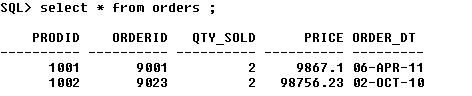 SQL> select * from orders ;
PRODID ORDERID QTY_SOLD PRICE ORDER_DT
---------- ---------- ---------- ---------- ---------
1001 9001 2 9867.1 06-APR-11
1002 9023 2 98756.23 02-OCT-10